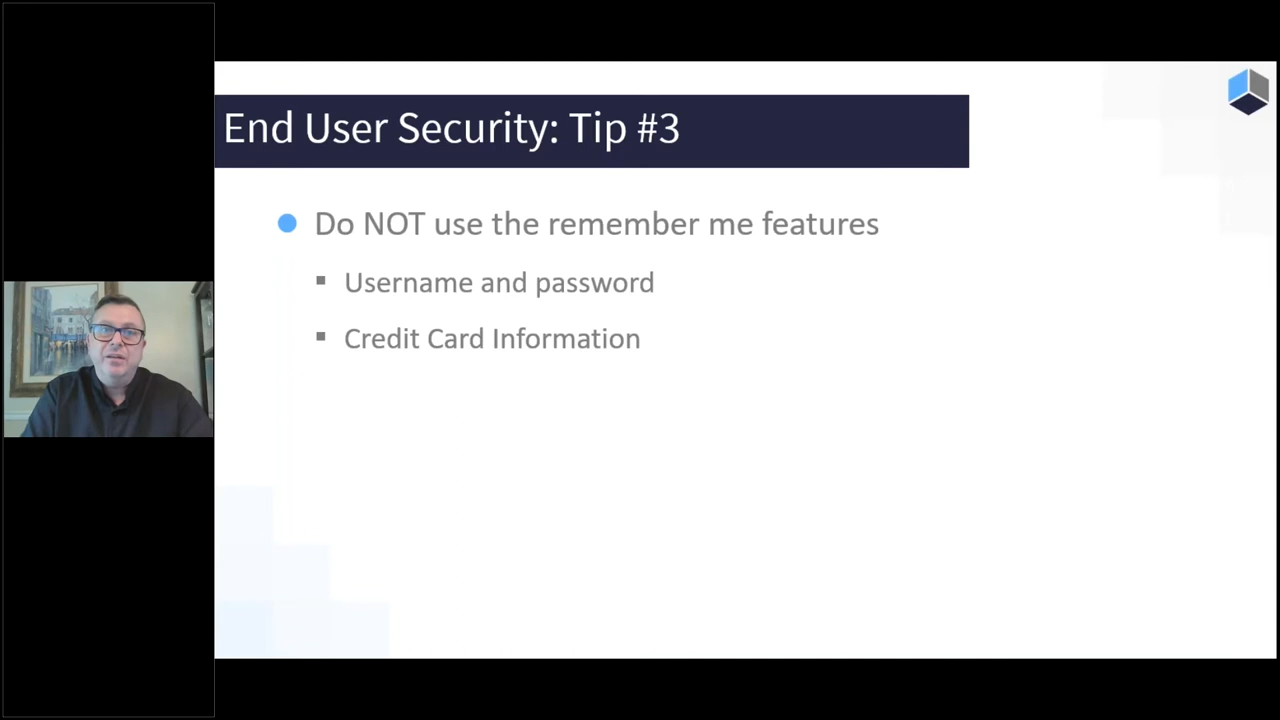 End User Security: Tip #3
Do NOT use the remember me features
Username and password
Credit Card Information